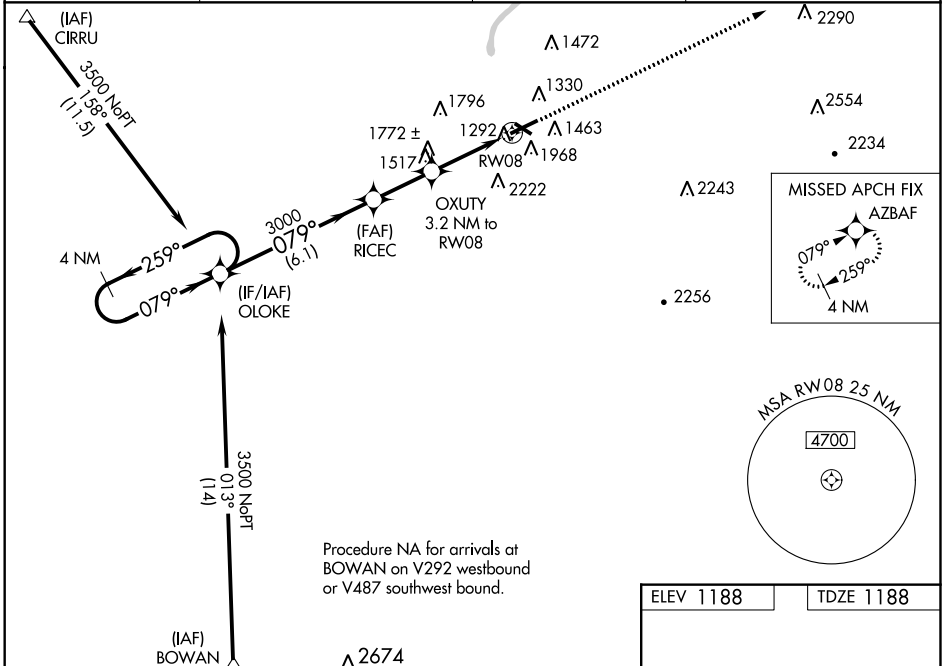 (IAF)
CIRRU
3500 NoPT
158°
(11.5)
2290
1472
1330
1796
2554
1772 ±
1292
1463
2234
1517
RW08
1968
2222
2243
OXUTY
3.2 NM to
RW08
MISSED APCH FIX
AZBAF
079°
259°
4 NM
3000
079°
(6.1)
(FAF)
RICEC
4 NM
259°
079°
(IF/IAF)
OLOKE
2256
MSA RW08 25 NM
4700
3500 NoPT
013°
(14)
Procedure NA for arrivals at
BOWAN on V292 westbound
or V487 southwest bound.
ELEV 1188
TDZE 1188
(IAF)
BOWAN
2674